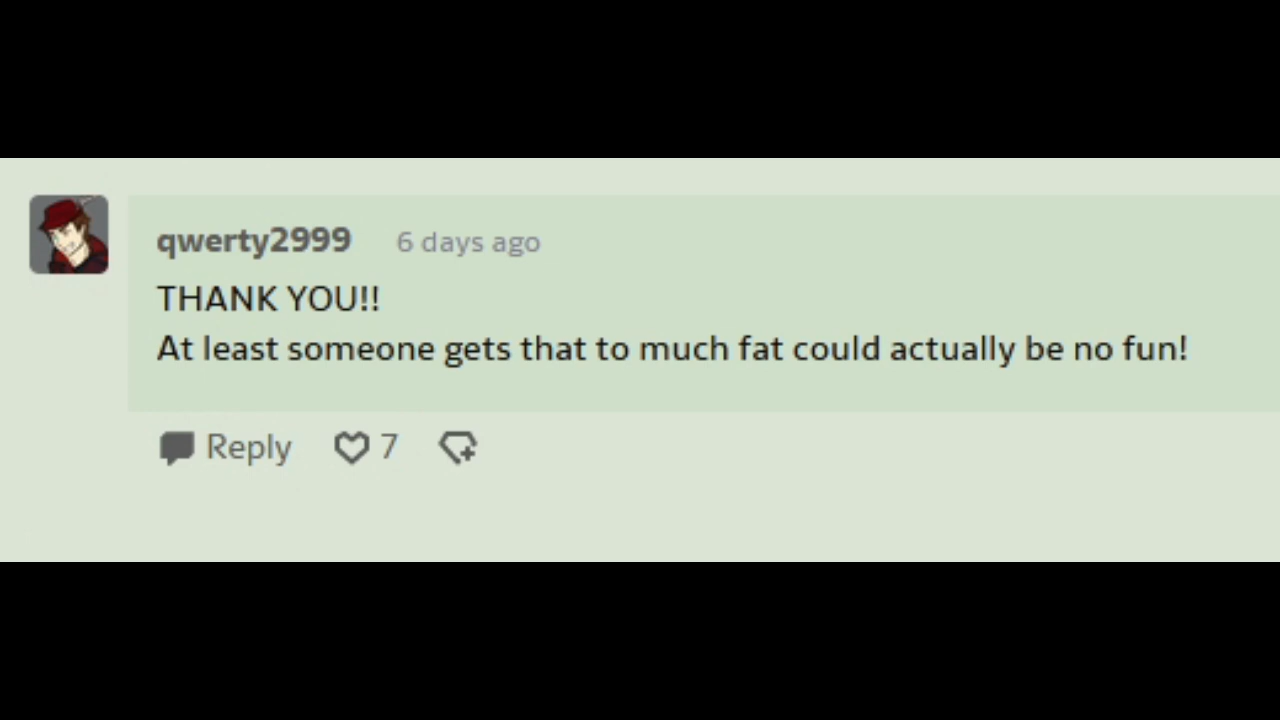 qwerty2999 6 days ago
THANK YOU!!
At least someone gets that to much fat could actually be no fun!
Reply 7